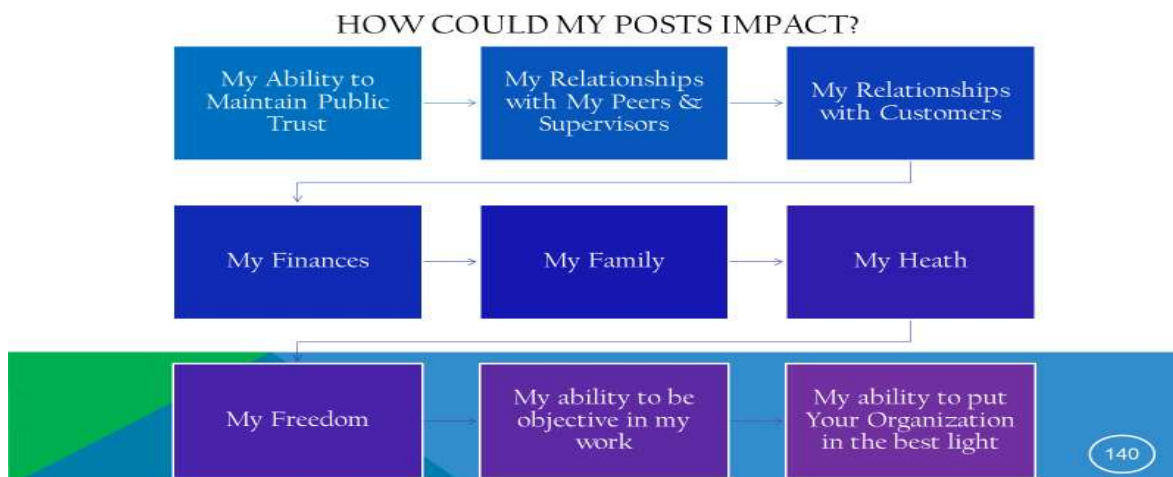 HOW COULD MY POSTS IMPACT?
My Ability to
Maintain Public
Trust
My Relationships
with My Peers &
Supervisors
My Relationships
with Customers
My Finances
My Family
My Heath
My Freedom
My ability to be
objective in my
work
My ability to put
Your Organization
in the best light
140